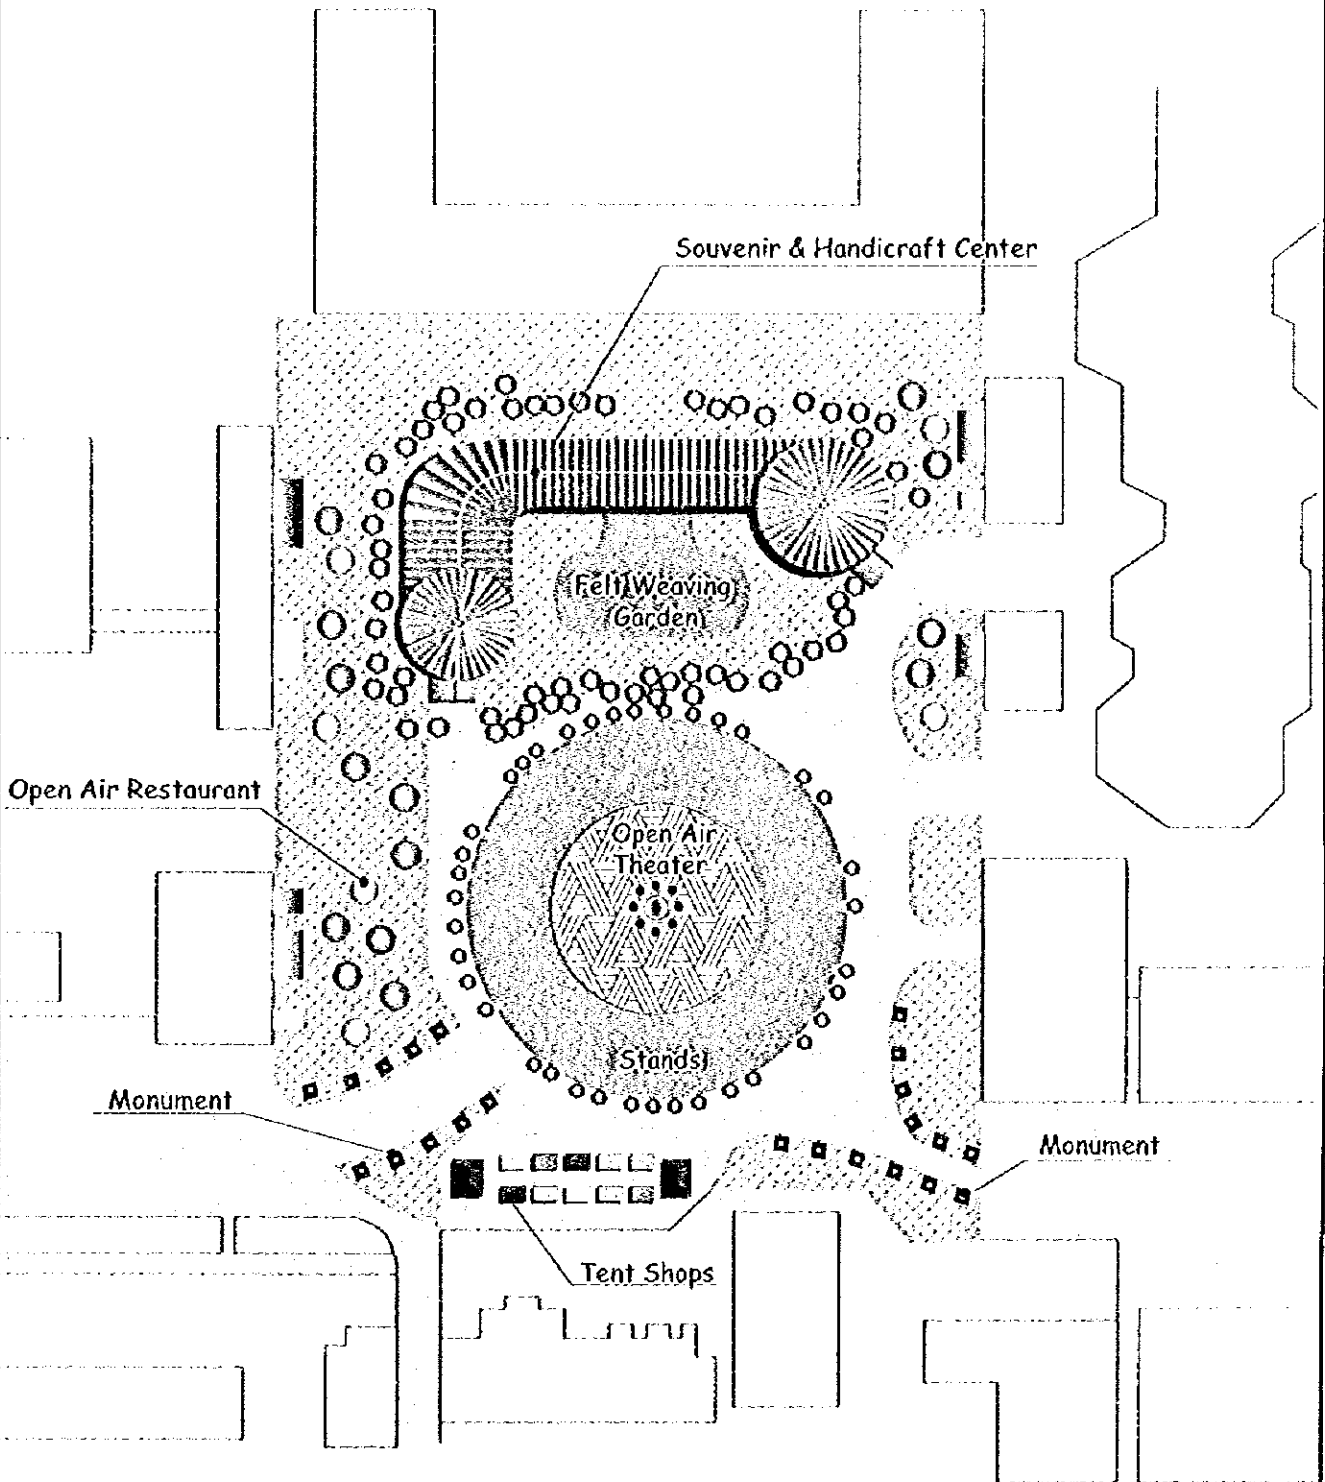 Souvenir & Handicraft Center
Felt Weaving
Garden
Open Air Restaurant
Open Air
Theater
Stands
Monument
Monument
Tent Shops